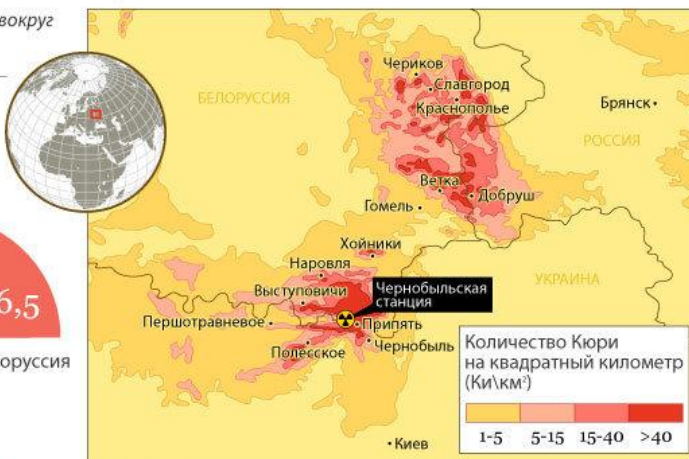 вокруг
БЕЛОРУССИЯ
Чериков
Славгород
Краснополье
Брянск
РОССИЯ
Ветка
Добруш
Гомель
Хойники
Наровля
УКРАИНА
Выступовичи
Чернобыльская
станция
6,5
Першотравневое
Припять
Полесское
Чернобыль
оруссия
Киев
Количество Кюри
на квадратный километр
(Ки\км²)
1-5 5-15 15-40 >40